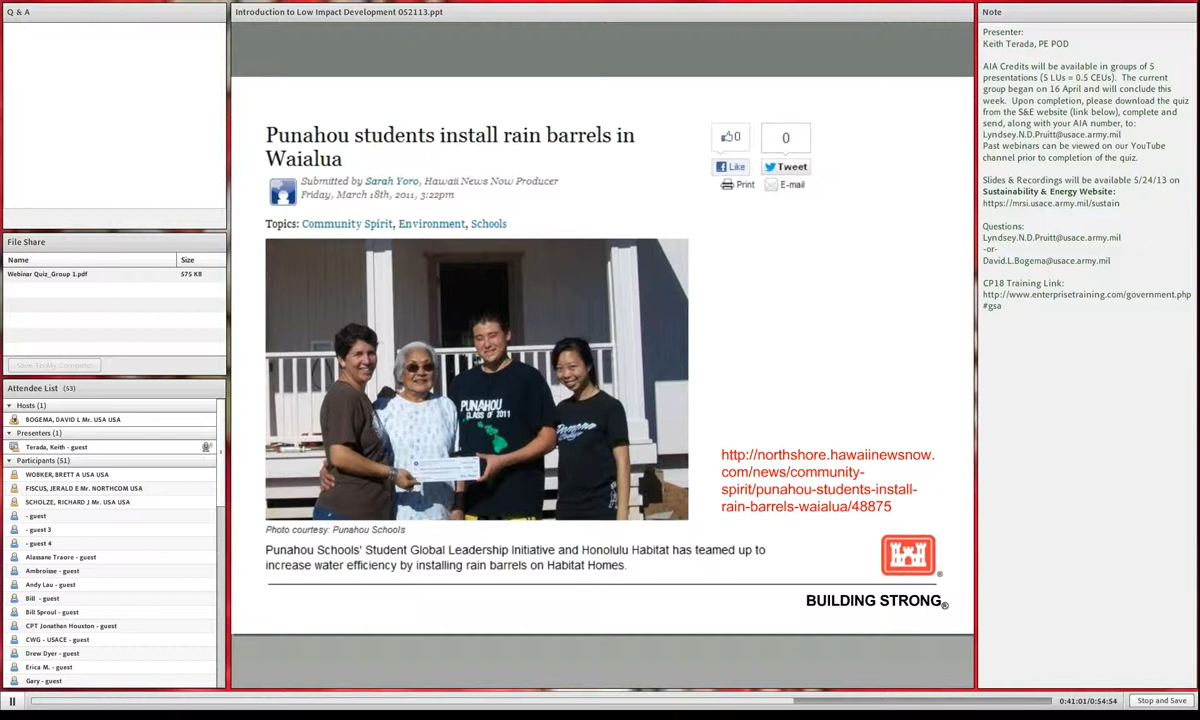 Q & A
File Share
Name Size
Webinar Quiz_Group 1.pdf 575 KB
Save To My Computer
Attendee List (53)
Hosts (1)
BOGEMA, DAVID L Mr. USA USA
Presenters (1)
Terada, Keith - guest
Participants (51)
WOBKER, BRETT A USA USA
FISCUS, JERALD E Mr. NORTHCOM USA
SCHOLZE, RICHARD J Mr. USA USA
- guest
- guest 3
- guest 4
Alassane Traore - guest
Ambroisse - guest
Andy Lau - guest
Bill - guest
Bill Sproul - guest
CPT Jonathan Houston - guest
CWG - USACE - guest
Drew Dyer - guest
Erica M. - guest
Gary - guest
Introduction to Low Impact Development 052113.ppt
Punahou students install rain barrels in
Waialua
Submitted by Sarah Yoro, Hawaii News Now Producer
Friday, March 18th, 2011, 3:22pm
0 0
Like Tweet
Print E-mail
Topics: Community Spirit, Environment, Schools
PUNAHOU
CLASS OF 2011
Photo courtesy: Punahou Schools
Punahou Schools' Student Global Leadership Initiative and Honolulu Habitat has teamed up to
increase water efficiency by installing rain barrels on Habitat Homes.
http://northshore.hawaiinewsnow.
com/news/community-
spirit/punahou-students-install-
rain-barrels-waialua/48875
®
BUILDING STRONG®
Note
Presenter:
Keith Terada, PE POD
AIA Credits will be available in groups of 5
presentations (5 LUs = 0.5 CEUs). The current
group began on 16 April and will conclude this
week. Upon completion, please download the quiz
from the S&E website (link below), complete and
send, along with your AIA number, to:
Lyndsey.N.D.Pruitt@usace.army.mil
Past webinars can be viewed on our YouTube
channel prior to completion of the quiz.
Slides & Recordings will be available 5/24/13 on
Sustainability & Energy Website:
https://mrsi.usace.army.mil/sustain
Questions:
Lyndsey.N.D.Pruitt@usace.army.mil
-or-
David.L.Bogema@usace.army.mil
CP18 Training Link:
http://www.enterprisetraining.com/government.php
#gsa
0:41:01/0:54:54
Stop and Save